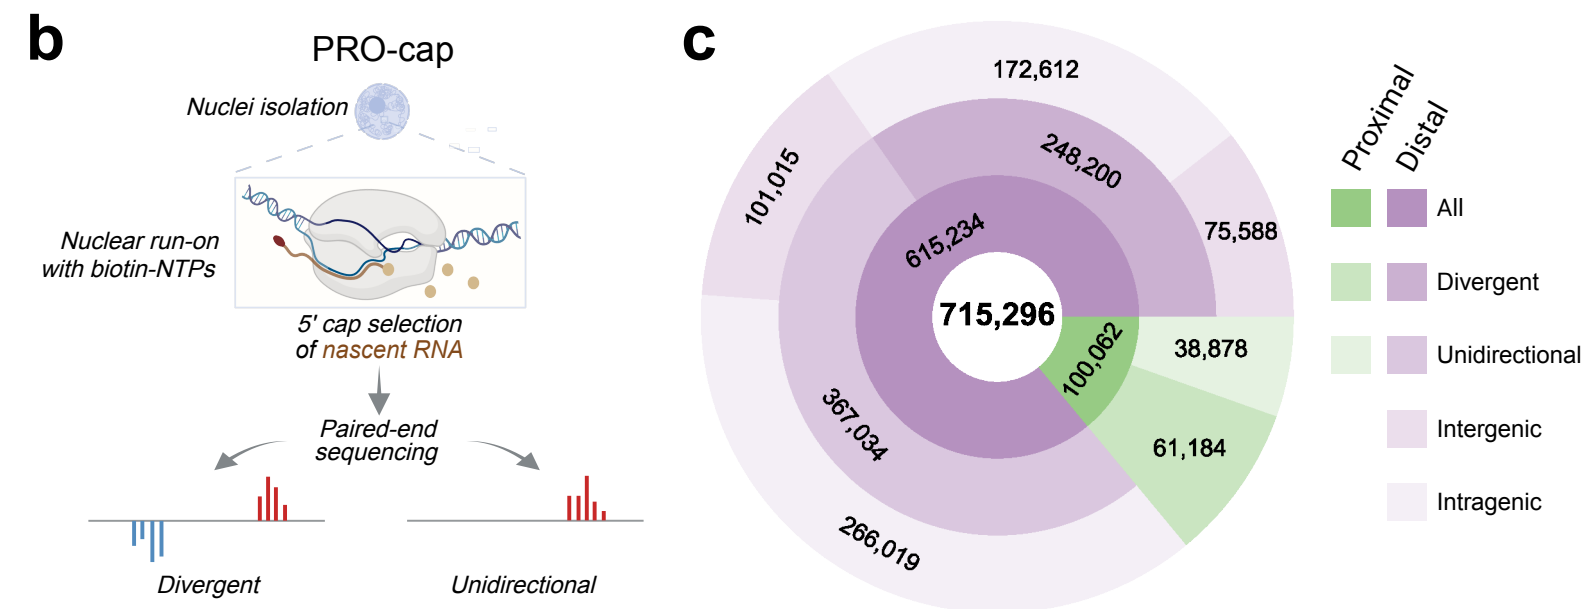 b
PRO-cap
Nuclei isolation
Nuclear run-on
with biotin-NTPs
5' cap selection
of nascent RNA
Paired-end
sequencing
Divergent
Unidirectional
c
172,612
248,200
101,015
75,588
615,234
715,296
100,062
38,878
367,034
61,184
266,019
Proximal
Distal
All
Divergent
Unidirectional
Intergenic
Intragenic